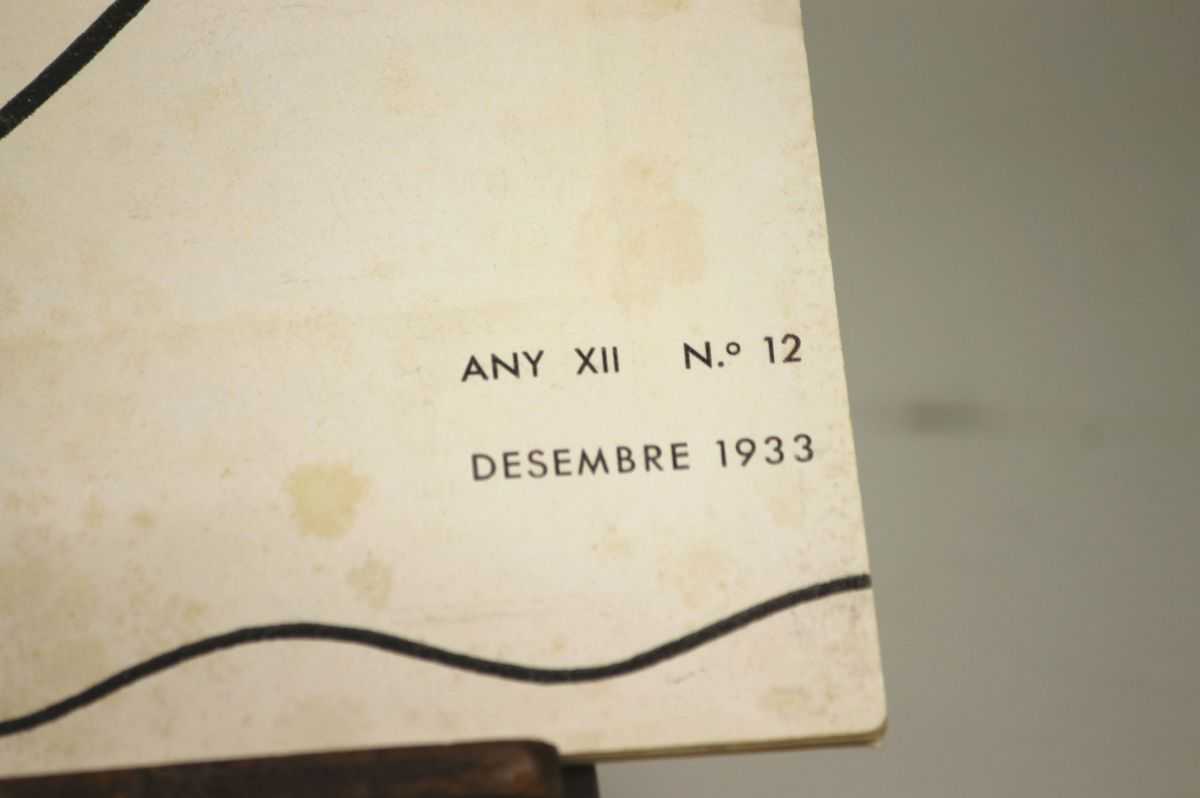 ANY XII N.º 12
DESEMBRE 1933